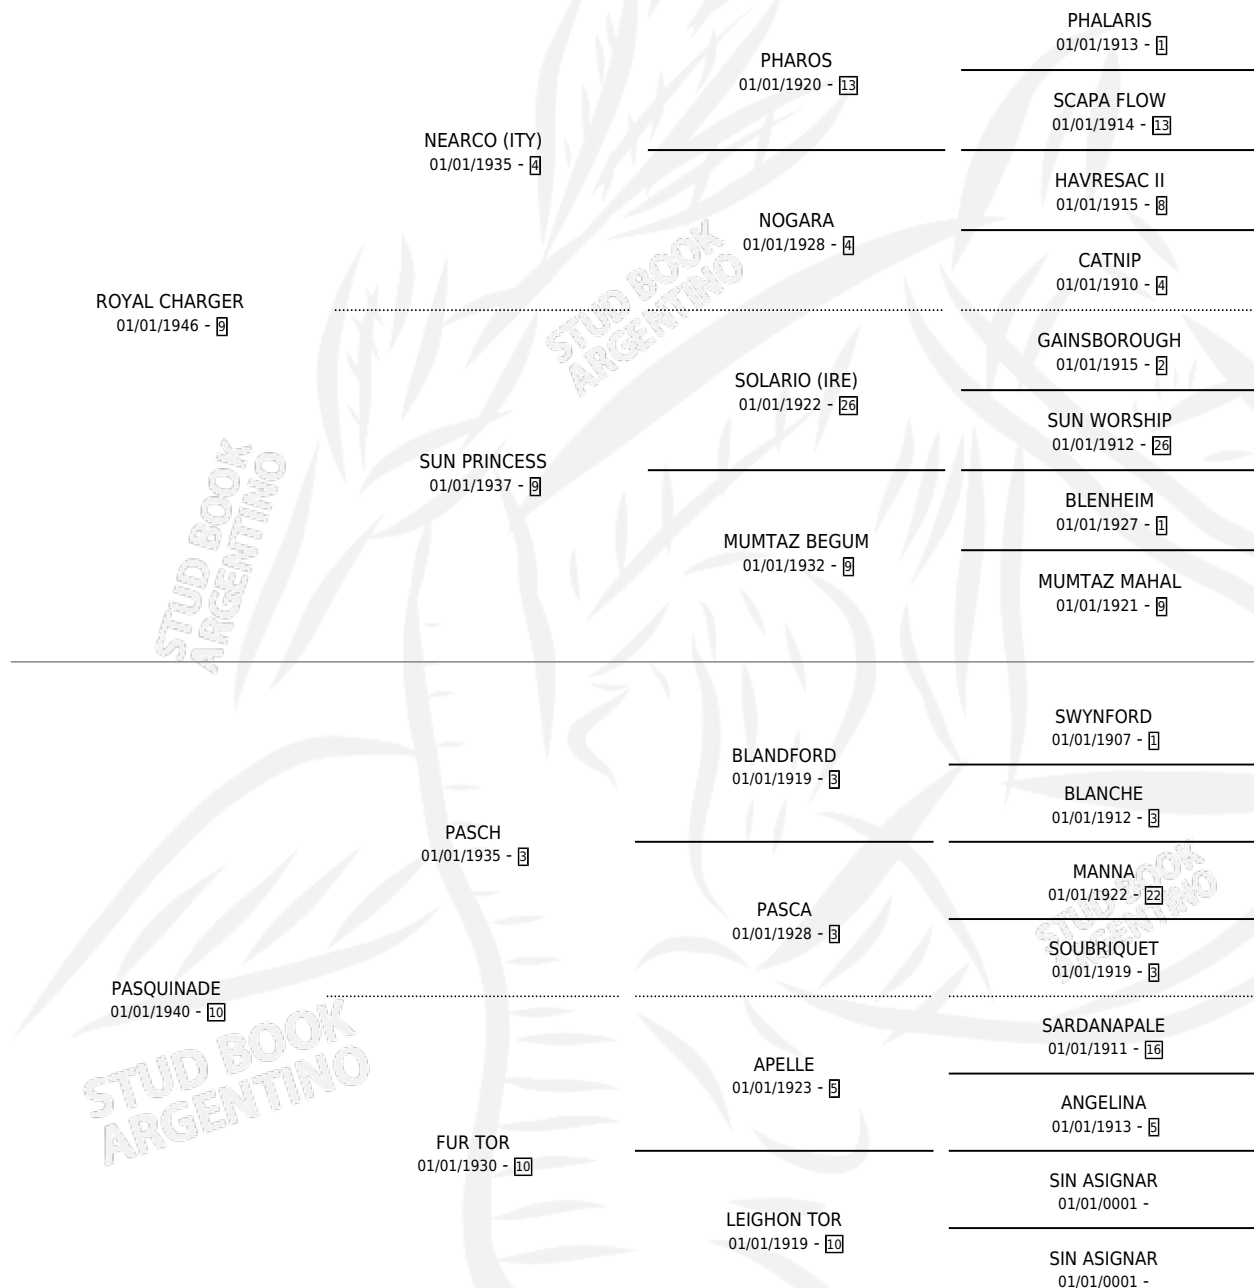 PHALARIS
01/01/1913 - 1
PHAROS
01/01/1920 - 13
SCAPA FLOW
01/01/1914 - 13
NEARCO (ITY)
01/01/1935 - 4
HAVRESAC II
01/01/1915 - 8
NOGARA
01/01/1928 - 4
CATNIP
01/01/1910 - 4
ROYAL CHARGER
01/01/1946 - 9
GAINSBOROUGH
01/01/1915 - 2
SOLARIO (IRE)
01/01/1922 - 26
SUN WORSHIP
01/01/1912 - 26
SUN PRINCESS
01/01/1937 - 9
BLENHEIM
01/01/1927 - 1
MUMTAZ BEGUM
01/01/1932 - 9
MUMTAZ MAHAL
01/01/1921 - 9
STUD BOOK
ARGENTINO
STUD BOOK
ARGENTINO
SWYNFORD
01/01/1907 - 1
BLANDFORD
01/01/1919 - 3
BLANCHE
01/01/1912 - 3
PASCH
01/01/1935 - 3
MANNA
01/01/1922 - 22
PASCA
01/01/1928 - 3
SOUBRIQUET
01/01/1919 - 3
PASQUINADE
01/01/1940 - 10
SARDANAPALE
01/01/1911 - 16
APELLE
01/01/1923 - 5
ANGELINA
01/01/1913 - 5
FUR TOR
01/01/1930 - 10
SIN ASIGNAR
01/01/0001 -
LEIGHON TOR
01/01/1919 - 10
SIN ASIGNAR
01/01/0001 -
STUD BOOK
ARGENTINO
STUD BOOK
ARGENTINO